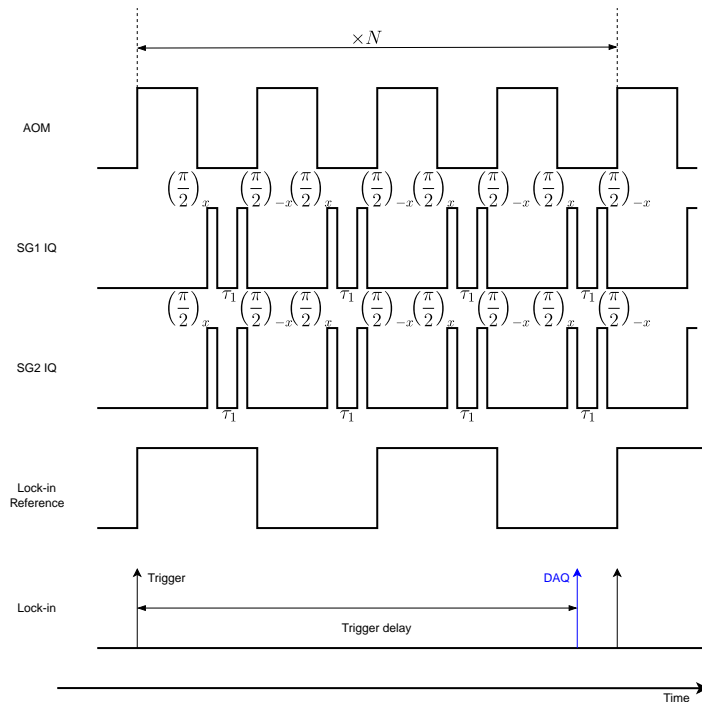 ×N
AOM
(π/2)ₓ (π/2)₋ₓ (π/2)ₓ (π/2)₋ₓ (π/2)ₓ (π/2)₋ₓ (π/2)ₓ (π/2)₋ₓ
SG1 IQ
τ₁ τ₁ τ₁ τ₁
(π/2)ₓ (π/2)₋ₓ (π/2)ₓ (π/2)₋ₓ (π/2)ₓ (π/2)₋ₓ (π/2)ₓ (π/2)₋ₓ
SG2 IQ
τ₁ τ₁ τ₁ τ₁
Lock-in
Reference
Trigger DAQ
Lock-in
Trigger delay
Time